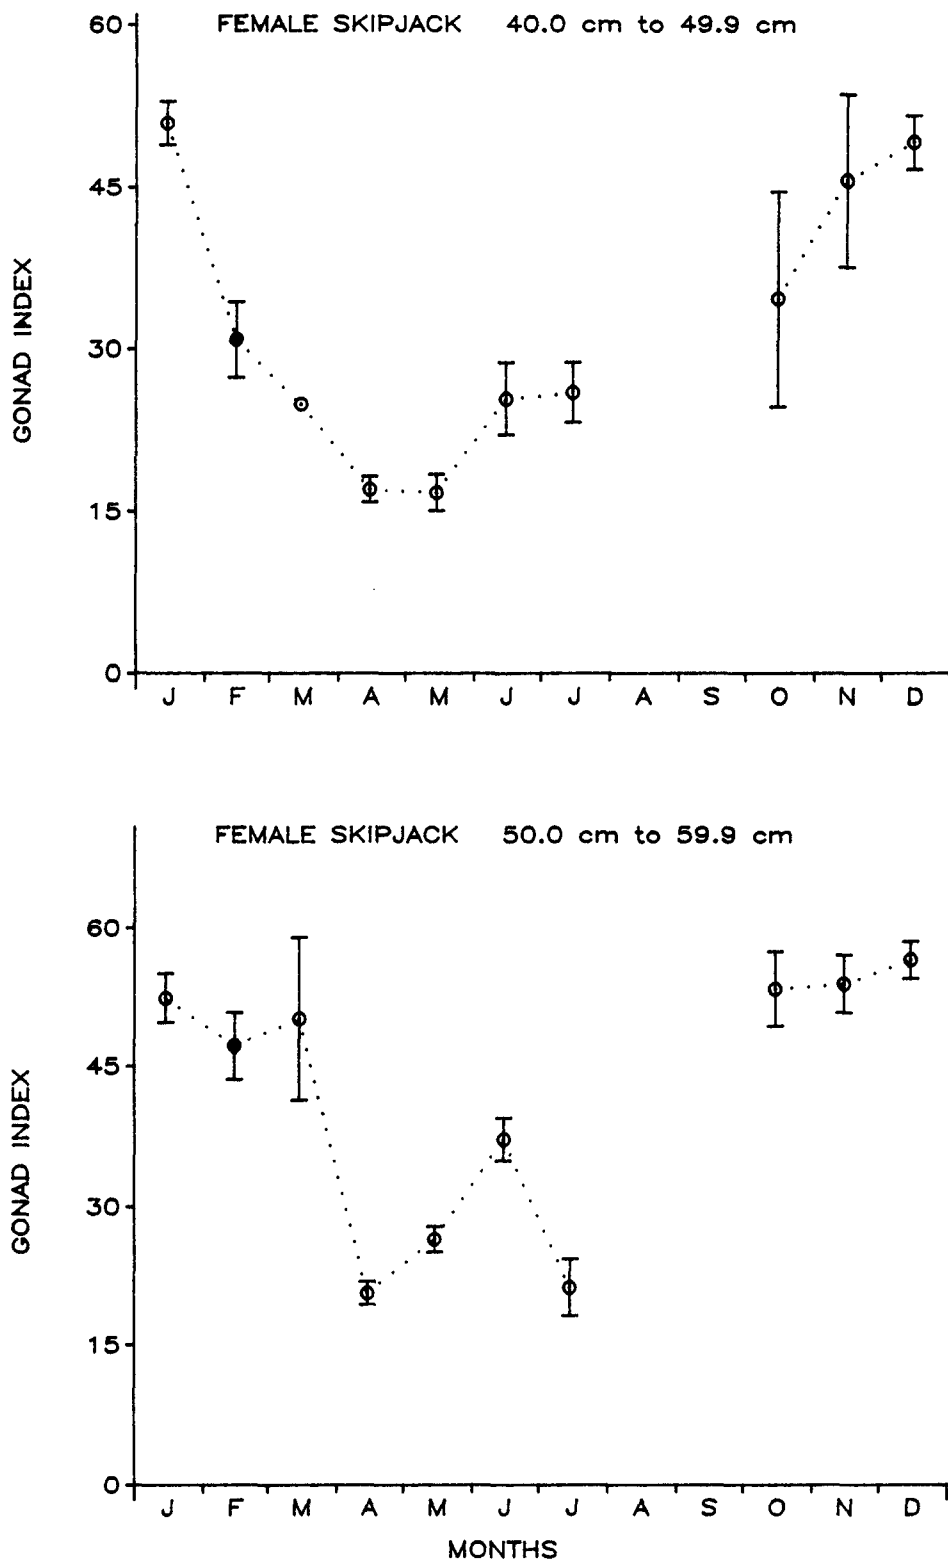 FEMALE SKIPJACK 40.0 cm to 49.9 cm
60
45
30
15
0
GONAD INDEX
J F M A M J J A S O N D
FEMALE SKIPJACK 50.0 cm to 59.9 cm
60
45
30
15
0
GONAD INDEX
J F M A M J J A S O N D
MONTHS